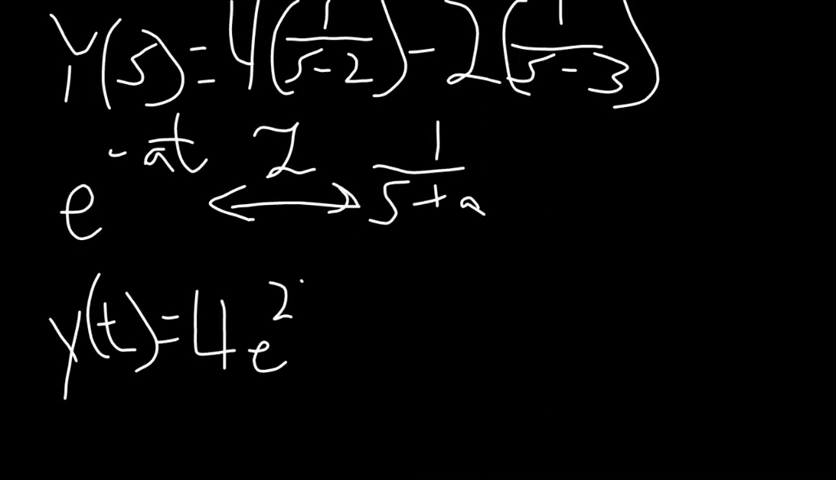 Y(s)=4(1/(s-2))-2(1/(s-3))
e^{-at} ⟷^{ℒ} 1/(s+a)
y(t)=4e^{2